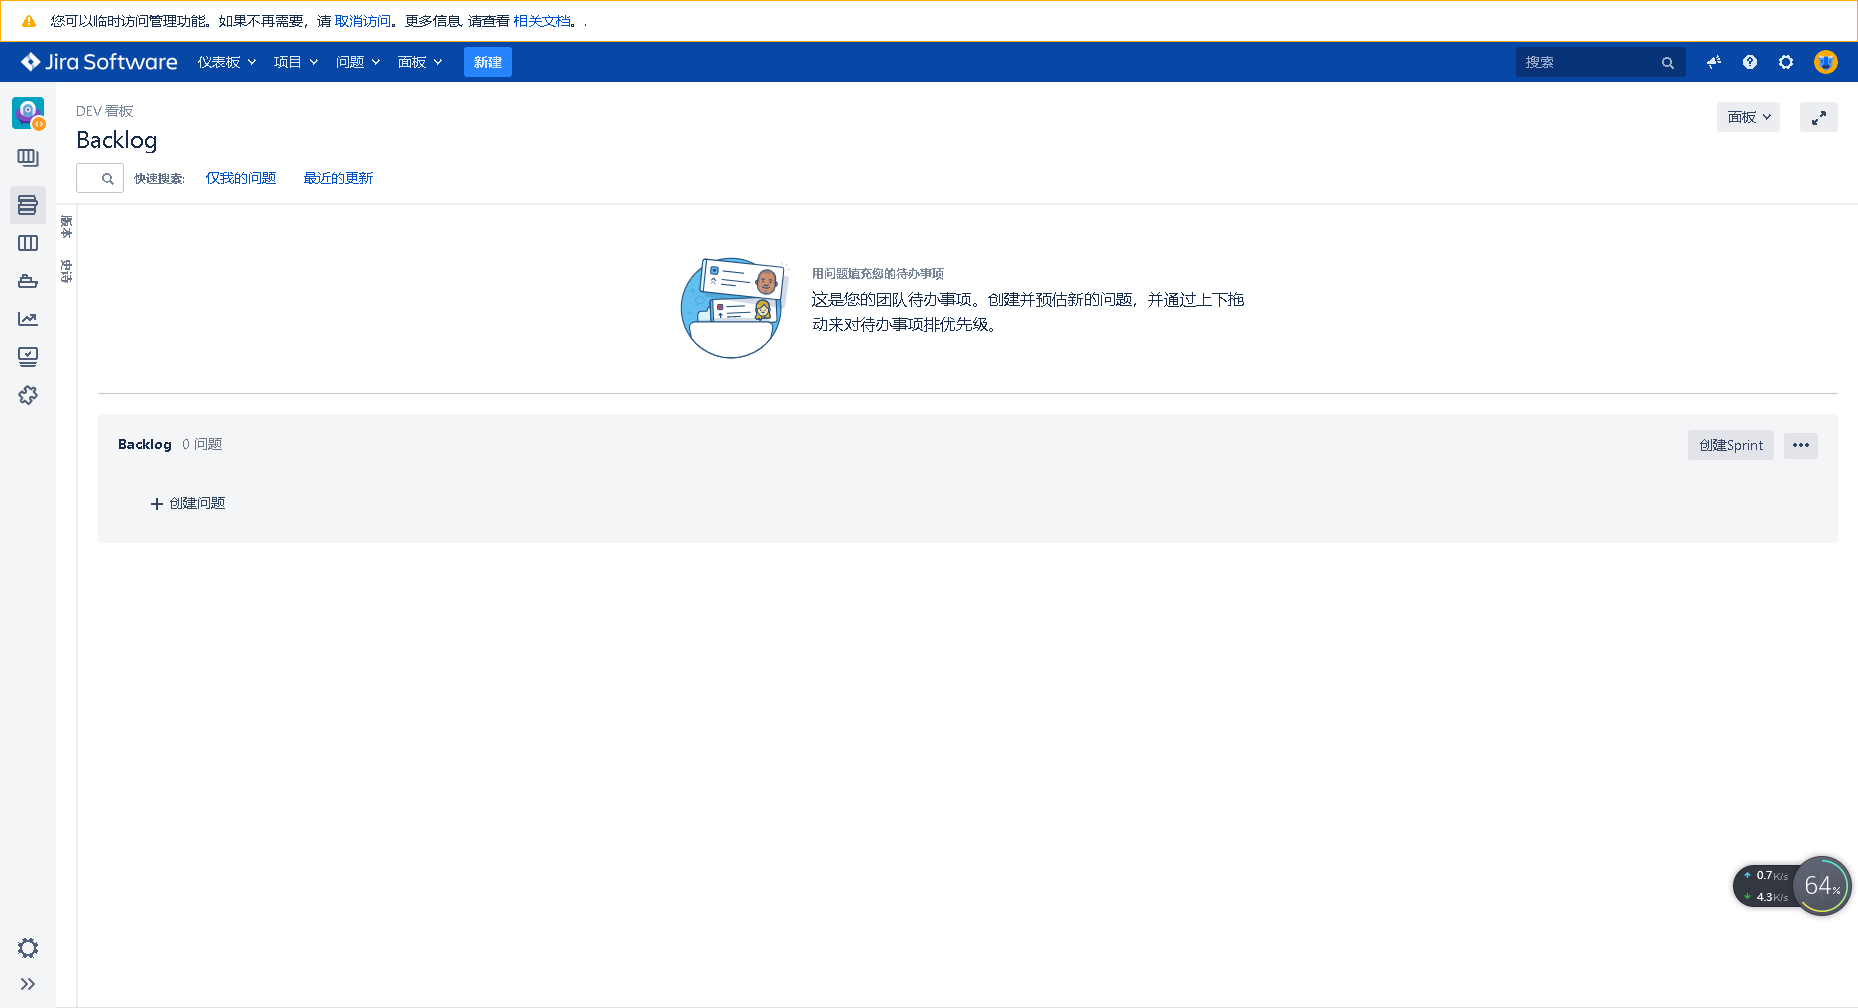 您可以临时访问管理功能。如果不再需要，请 取消访问。更多信息, 请查看 相关文档。.
Jira Software 仪表板 项目 问题 面板 新建 搜索
DEV 看板
Backlog
面板
快速搜索: 仅我的问题 最近的更新
版本
史诗
用问题填充您的待办事项
这是您的团队待办事项。创建并预估新的问题，并通过上下拖
动来对待办事项排优先级。
Backlog 0 问题 创建Sprint
创建问题
0.7K/s
4.3K/s
64%